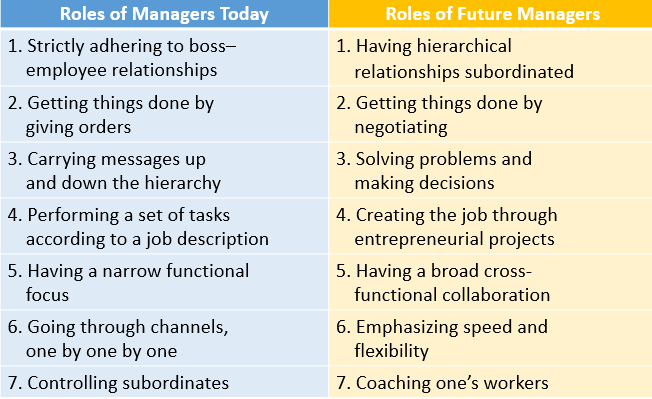 Roles of Managers Today
Roles of Future Managers
1. Strictly adhering to boss–
employee relationships
1. Having hierarchical
relationships subordinated
2. Getting things done by
giving orders
2. Getting things done by
negotiating
3. Carrying messages up
and down the hierarchy
3. Solving problems and
making decisions
4. Performing a set of tasks
according to a job description
4. Creating the job through
entrepreneurial projects
5. Having a narrow functional
focus
5. Having a broad cross-
functional collaboration
6. Going through channels,
one by one by one
6. Emphasizing speed and
flexibility
7. Controlling subordinates
7. Coaching one’s workers